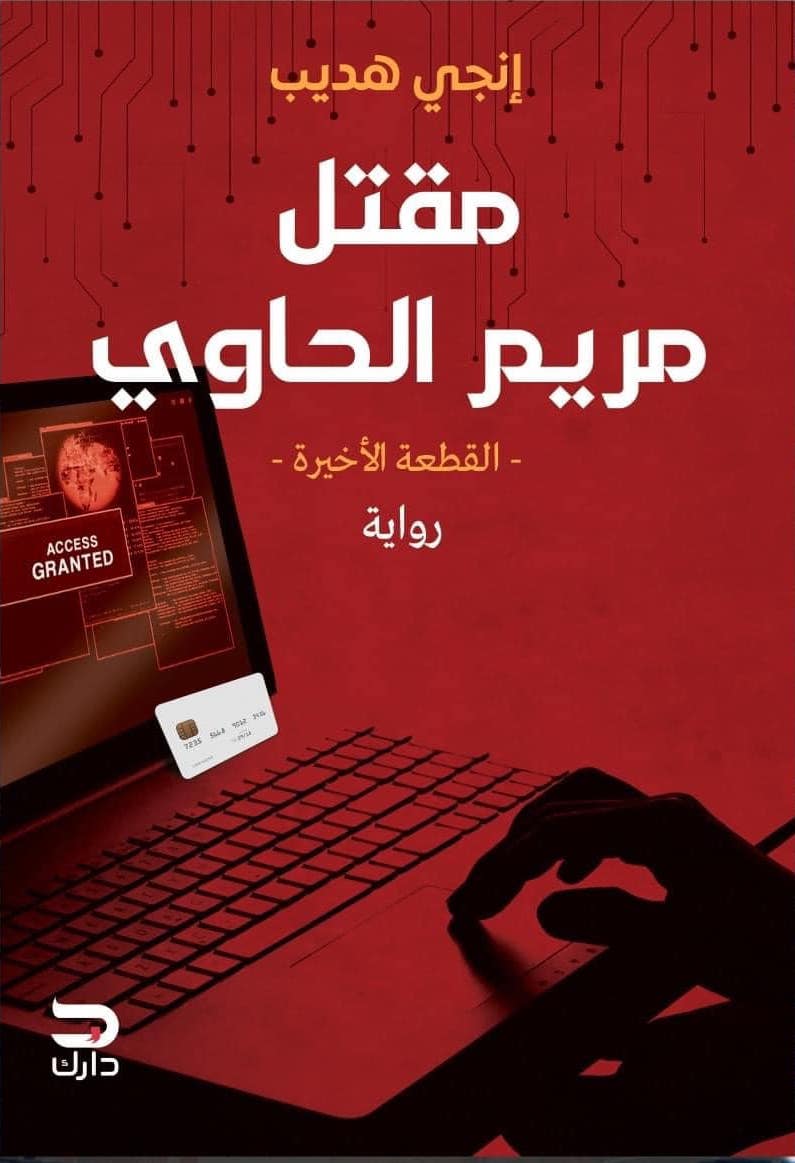 إنجي هديب
مقتل
مريم الحاوي
- القطعة الأخيرة -
رواية
ACCESS
GRANTED
دارك